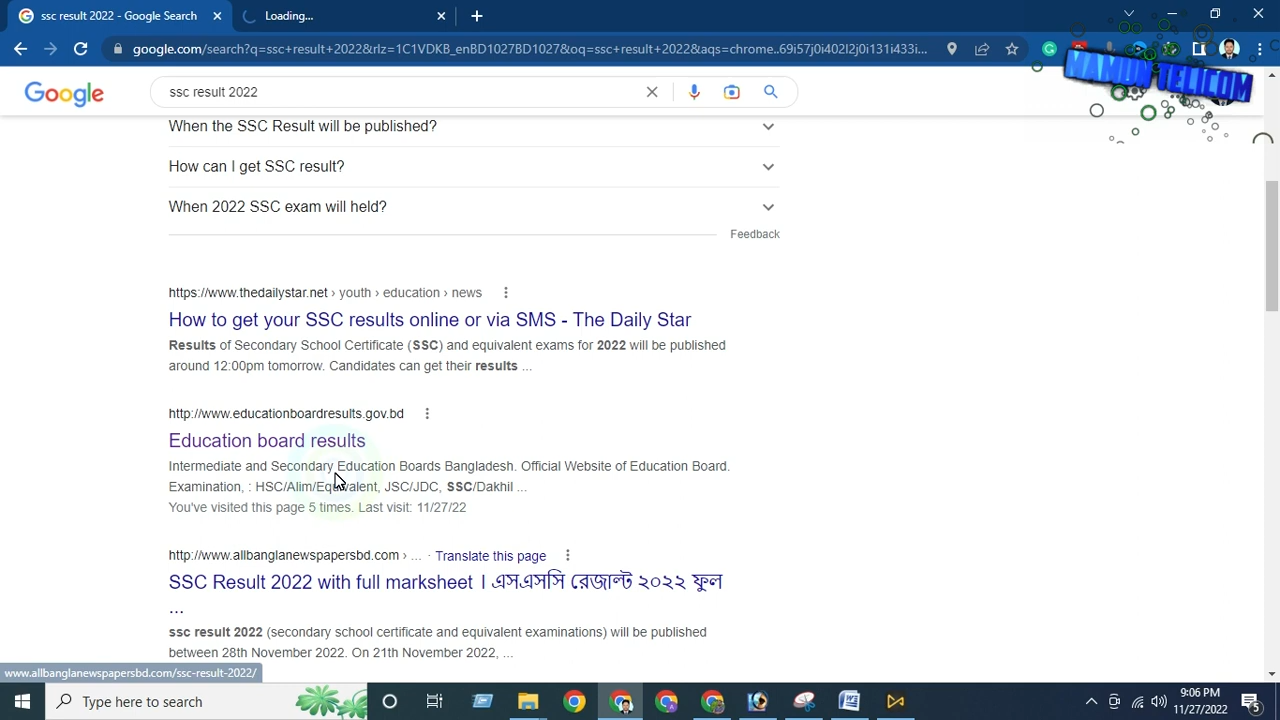 ssc result 2022 - Google Search
Loading...
google.com/search?q=ssc+result+2022&rlz=1C1VDKB_enBD1027BD1027&oq=ssc+result+2022&aqs=chrome..69i57j0i402l2j0i131i433i...
MAMUN TELICOM
Google
ssc result 2022
When the SSC Result will be published?
How can I get SSC result?
When 2022 SSC exam will held?
Feedback
https://www.thedailystar.net › youth › education › news
How to get your SSC results online or via SMS - The Daily Star
Results of Secondary School Certificate (SSC) and equivalent exams for 2022 will be published
around 12:00pm tomorrow. Candidates can get their results ...
http://www.educationboardresults.gov.bd
Education board results
Intermediate and Secondary Education Boards Bangladesh. Official Website of Education Board.
Examination, : HSC/Alim/Equivalent, JSC/JDC, SSC/Dakhil ...
You've visited this page 5 times. Last visit: 11/27/22
http://www.allbanglanewspapersbd.com › ... · Translate this page
SSC Result 2022 with full marksheet । এসএসসি রেজাল্ট ২০২২ ফুল
...
ssc result 2022 (secondary school certificate and equivalent examinations) will be published
between 28th November 2022. On 21th November 2022, ...
www.allbanglanewspapersbd.com/ssc-result-2022/
Type here to search
9:06 PM
11/27/2022
5